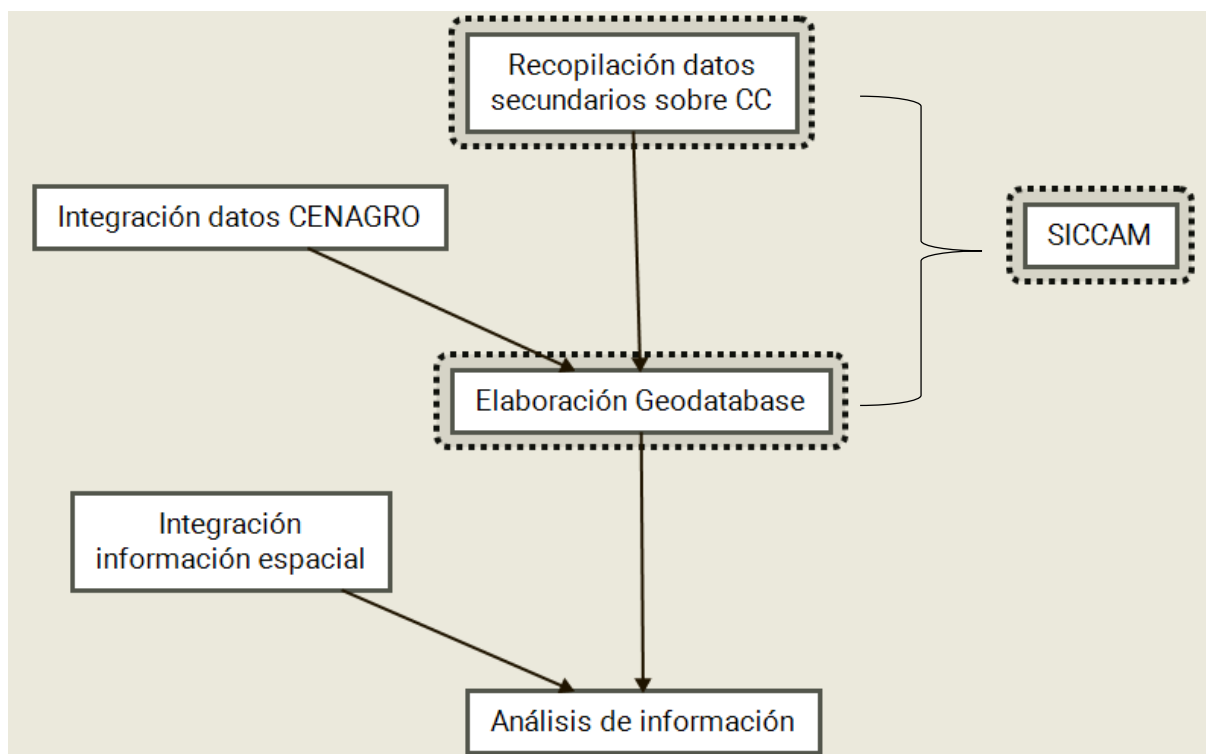 Recopilación datos
secundarios sobre CC
Integración datos CENAGRO
SICCAM
Elaboración Geodatabase
Integración
información espacial
Análisis de información